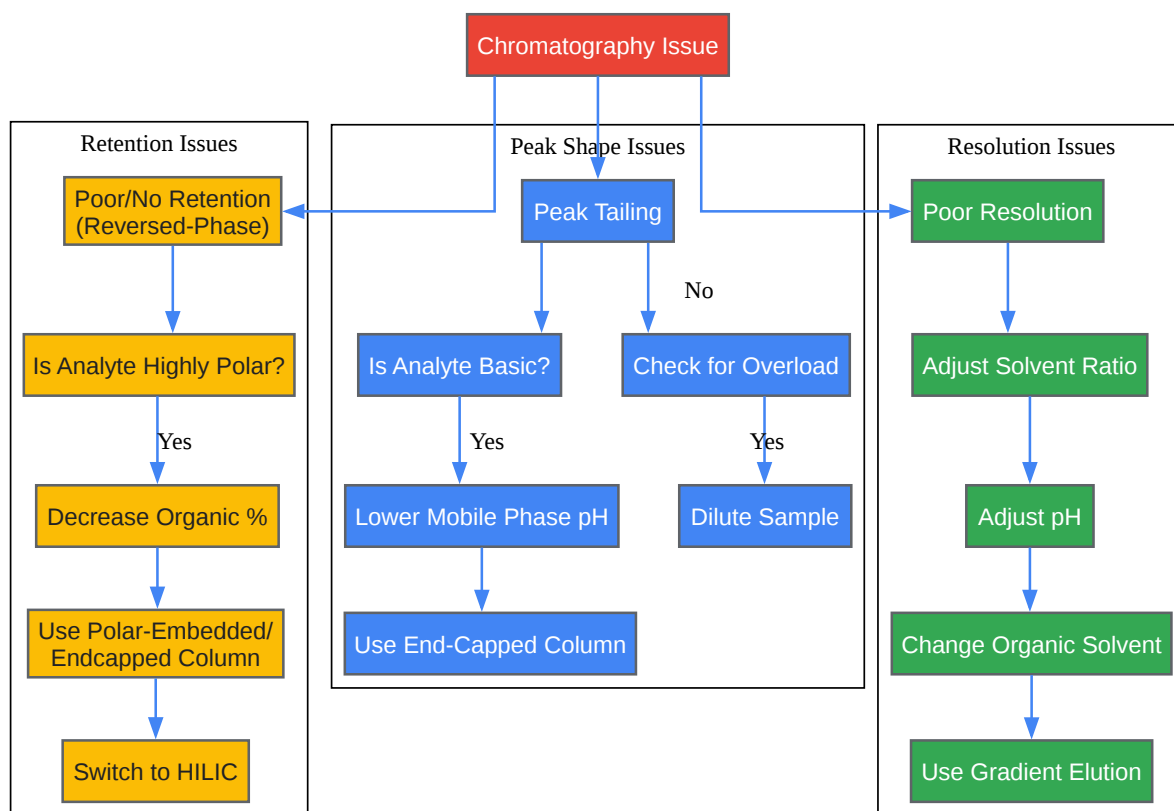 Chromatography Issue
Retention Issues
Poor/No Retention
(Reversed-Phase)
Is Analyte Highly Polar?
Yes
Decrease Organic %
Use Polar-Embedded/
Endcapped Column
Switch to HILIC
Peak Shape Issues
Peak Tailing
No
Is Analyte Basic?
Check for Overload
Yes
Yes
Lower Mobile Phase pH
Dilute Sample
Use End-Capped Column
Resolution Issues
Poor Resolution
Adjust Solvent Ratio
Adjust pH
Change Organic Solvent
Use Gradient Elution